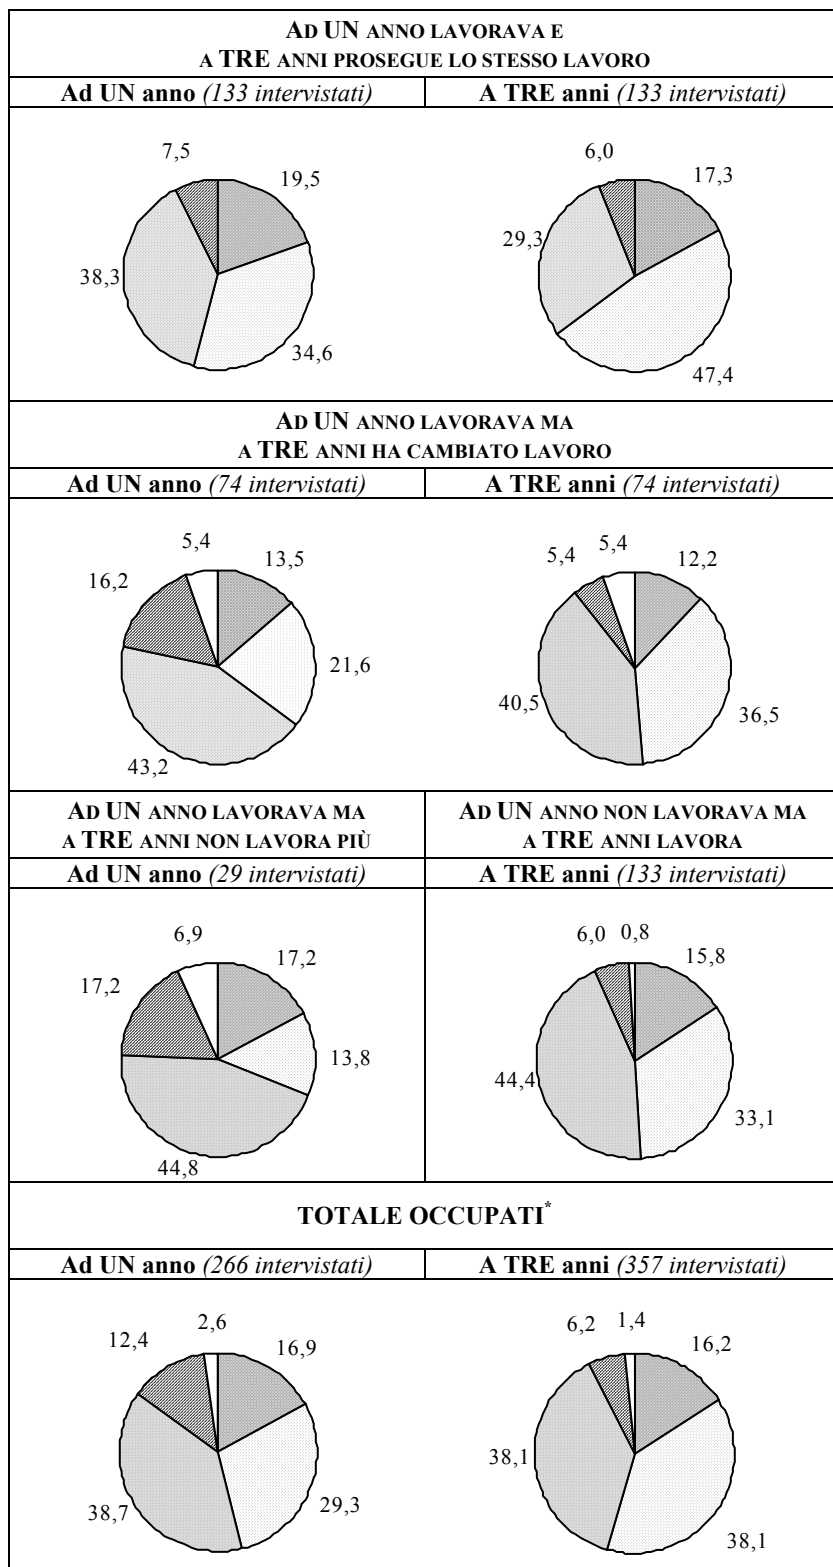 AD UN ANNO LAVORAVA E
A TRE ANNI PROSEGUE LO STESSO LAVORO
Ad UN anno (133 intervistati)
A TRE anni (133 intervistati)
7,5
19,5
38,3
34,6
6,0
17,3
29,3
47,4
AD UN ANNO LAVORAVA MA
A TRE ANNI HA CAMBIATO LAVORO
Ad UN anno (74 intervistati)
A TRE anni (74 intervistati)
5,4
13,5
16,2
21,6
43,2
5,4
5,4
12,2
40,5
36,5
AD UN ANNO LAVORAVA MA
A TRE ANNI NON LAVORA PIÙ
AD UN ANNO NON LAVORAVA MA
A TRE ANNI LAVORA
Ad UN anno (29 intervistati)
A TRE anni (133 intervistati)
6,9
17,2
17,2
13,8
44,8
6,0
0,8
15,8
44,4
33,1
TOTALE OCCUPATI*
Ad UN anno (266 intervistati)
A TRE anni (357 intervistati)
2,6
12,4
16,9
38,7
29,3
6,2
1,4
16,2
38,1
38,1